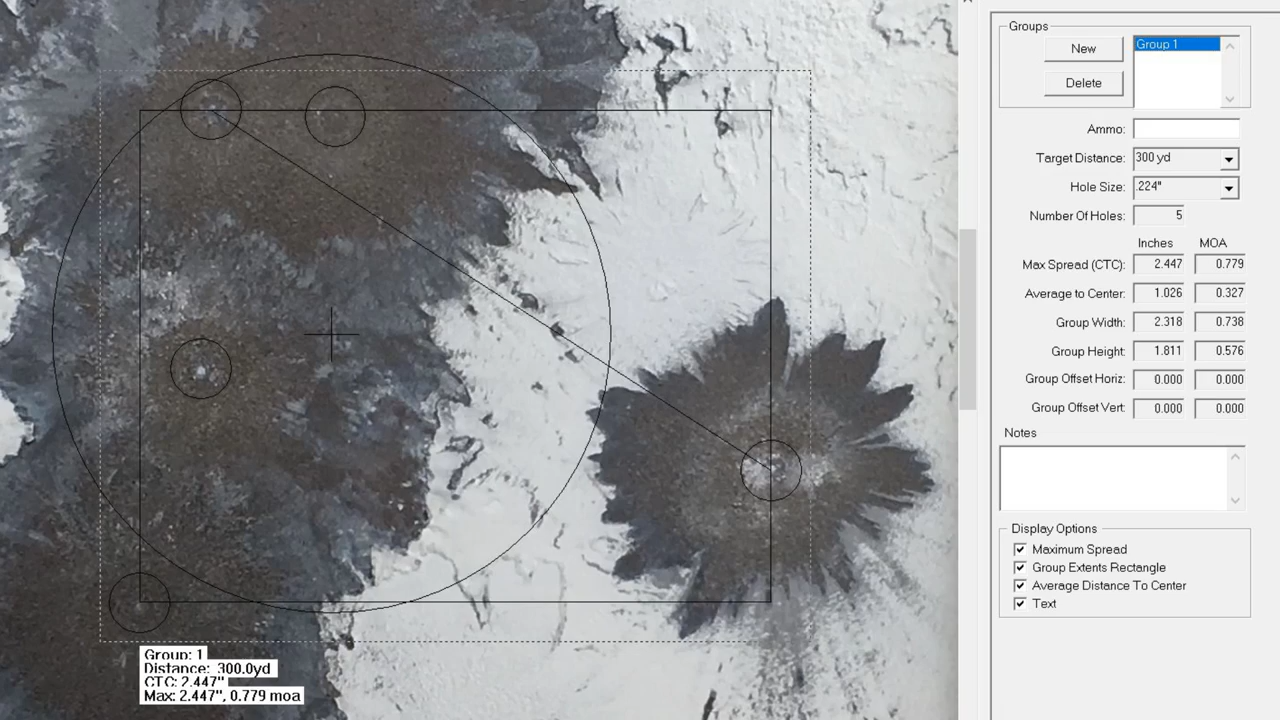 Groups
New
Group 1
Delete
Ammo:
Target Distance: 300 yd
Hole Size: .224"
Number Of Holes: 5
Inches MOA
Max Spread (CTC): 2.447 0.779
Average to Center: 1.026 0.327
Group Width: 2.318 0.738
Group Height: 1.811 0.576
Group Offset Horiz: 0.000 0.000
Group Offset Vert: 0.000 0.000
Notes
Display Options
Maximum Spread
Group Extents Rectangle
Average Distance To Center
Text
Group: 1
Distance: 300.0yd
CTC: 2.447"
Max: 2.447", 0.779 moa